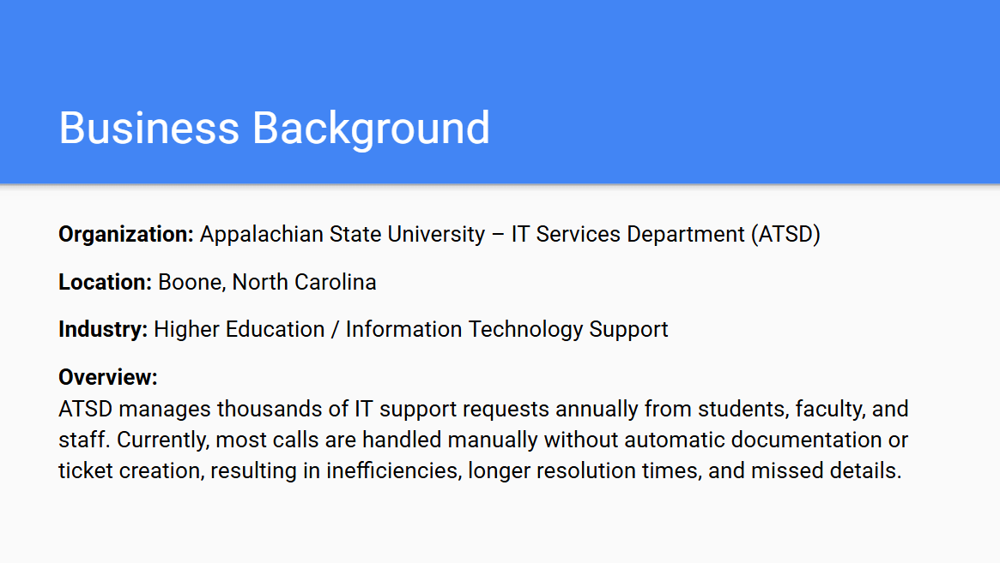 Business Background
Organization: Appalachian State University – IT Services Department (ATSD)
Location: Boone, North Carolina
Industry: Higher Education / Information Technology Support
Overview:
ATSD manages thousands of IT support requests annually from students, faculty, and
staff. Currently, most calls are handled manually without automatic documentation or
ticket creation, resulting in inefficiencies, longer resolution times, and missed details.